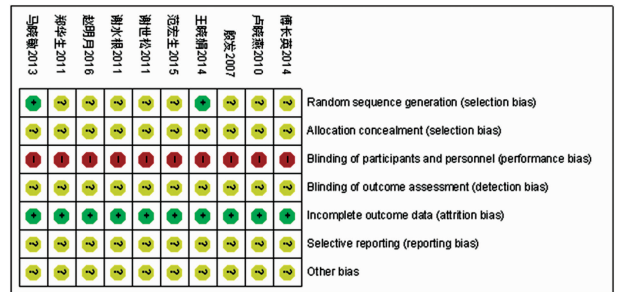 马晓敏2013
郑华生2011
赵明月2016
谢水根2011
谢世松2011
范宏生2015
王晓娟2014
殷发2007
卢晓燕2010
傅长英2014
+ ? ? ? ? ? + ? ? ? Random sequence generation (selection bias)
? ? ? ? ? ? ? ? ? ? Allocation concealment (selection bias)
– – – – – – – – – – Blinding of participants and personnel (performance bias)
? ? ? ? ? ? ? ? ? ? Blinding of outcome assessment (detection bias)
+ + + + + + + + + + Incomplete outcome data (attrition bias)
? ? ? ? ? ? ? ? ? ? Selective reporting (reporting bias)
? ? ? ? ? ? ? ? ? ? Other bias